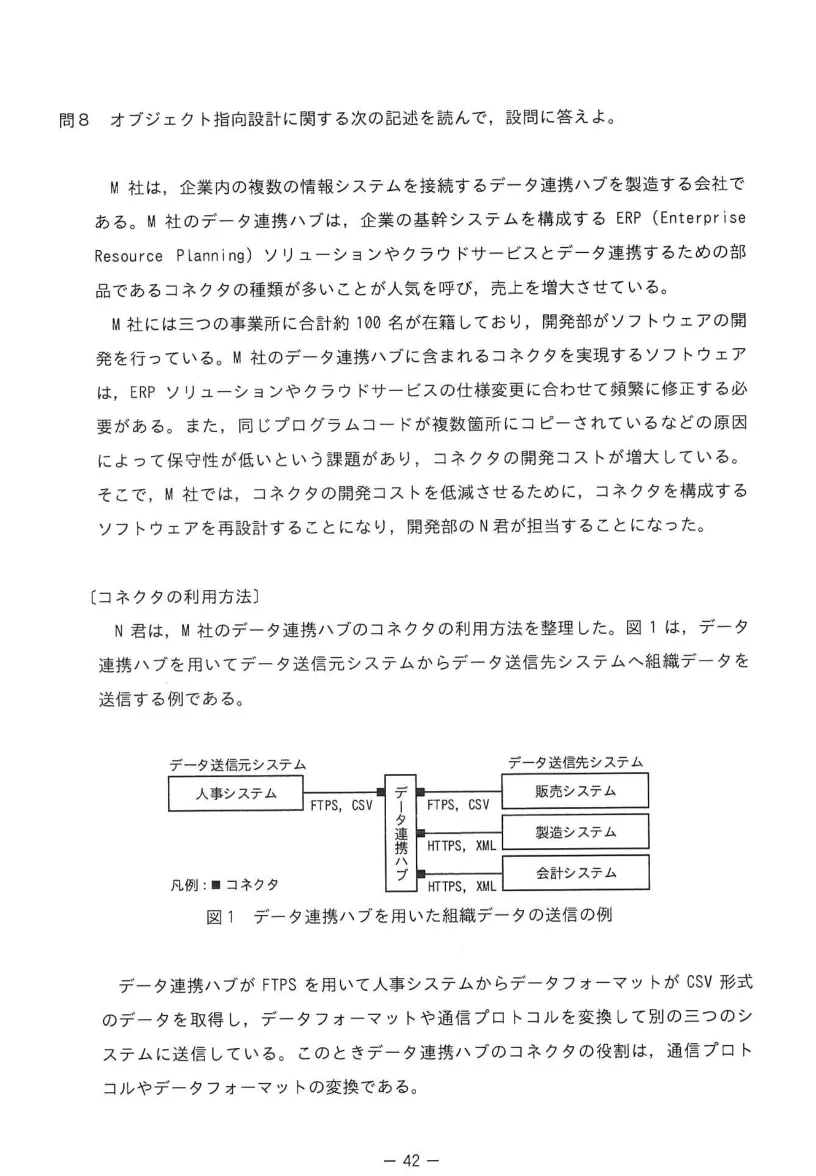 問8 オブジェクト指向設計に関する次の記述を読んで，設問に答えよ。
M 社は，企業内の複数の情報システムを接続するデータ連携ハブを製造する会社で
ある。M 社のデータ連携ハブは，企業の基幹システムを構成する ERP（Enterprise
Resource Planning）ソリューションやクラウドサービスとデータ連携するための部
品であるコネクタの種類が多いことが人気を呼び，売上を増大させている。
M 社には三つの事業所に合計約 100 名が在籍しており，開発部がソフトウェアの開
発を行っている。M 社のデータ連携ハブに含まれるコネクタを実現するソフトウェア
は，ERP ソリューションやクラウドサービスの仕様変更に合わせて頻繁に修正する必
要がある。また，同じプログラムコードが複数箇所にコピーされているなどの原因
によって保守性が低いという課題があり，コネクタの開発コストが増大している。
そこで，M 社では，コネクタの開発コストを低減させるために，コネクタを構成する
ソフトウェアを再設計することになり，開発部の N 君が担当することになった。
〔コネクタの利用方法〕
N 君は，M 社のデータ連携ハブのコネクタの利用方法を整理した。図 1 は，データ
連携ハブを用いてデータ送信元システムからデータ送信先システムへ組織データを
送信する例である。
データ送信元システム
データ送信先システム
人事システム
FTPS，CSV
データ連携ハブ
FTPS，CSV
販売システム
HTTPS，XML
製造システム
HTTPS，XML
会計システム
凡例：■ コネクタ
図 1 データ連携ハブを用いた組織データの送信の例
データ連携ハブが FTPS を用いて人事システムからデータフォーマットが CSV 形式
のデータを取得し，データフォーマットや通信プロトコルを変換して別の三つのシ
ステムに送信している。このときデータ連携ハブのコネクタの役割は，通信プロト
コルやデータフォーマットの変換である。
－ 42 －